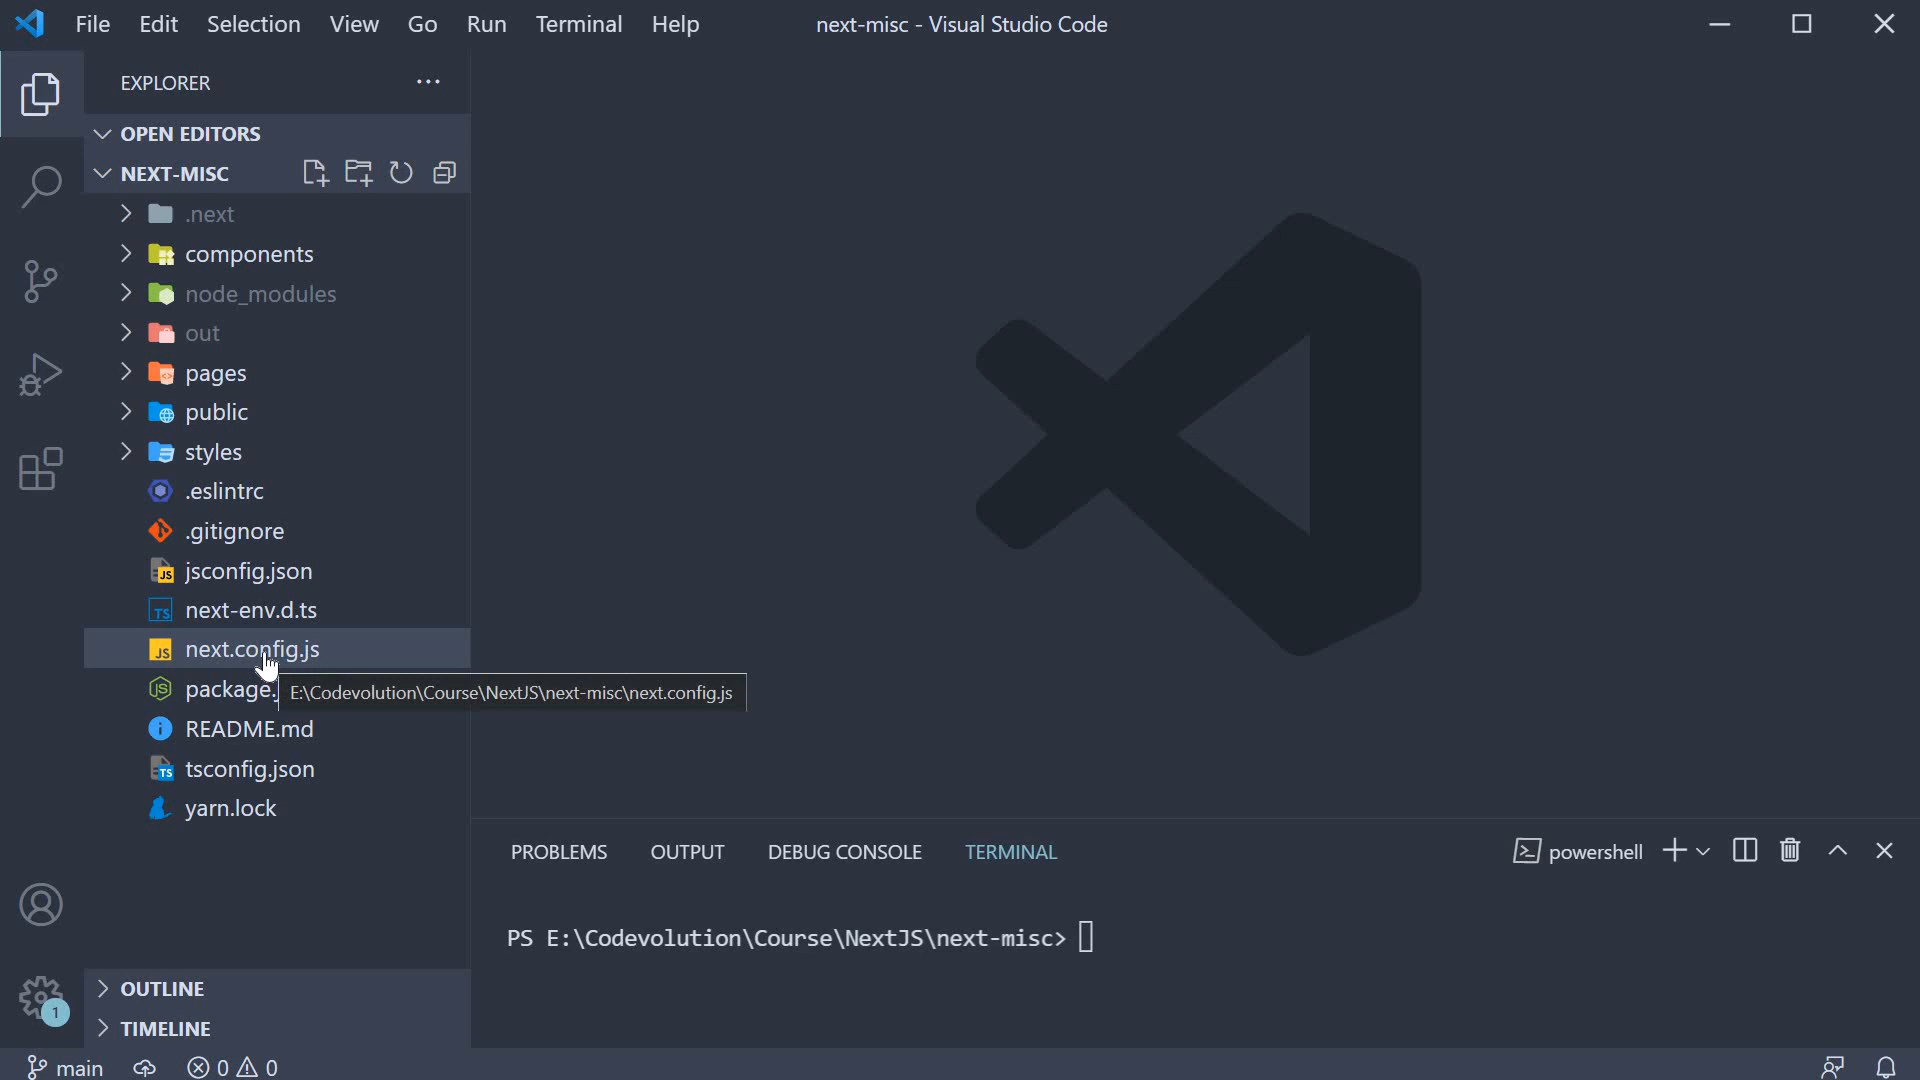 File Edit Selection View Go Run Terminal Help
next-misc - Visual Studio Code
EXPLORER
OPEN EDITORS
NEXT-MISC
.next
components
node_modules
out
pages
public
styles
.eslintrc
.gitignore
jsconfig.json
next-env.d.ts
next.config.js
package.j
E:\Codevolution\Course\NextJS\next-misc\next.config.js
README.md
tsconfig.json
yarn.lock
OUTLINE
TIMELINE
PROBLEMS OUTPUT DEBUG CONSOLE TERMINAL
powershell
PS E:\Codevolution\Course\NextJS\next-misc>
1
main 0 0